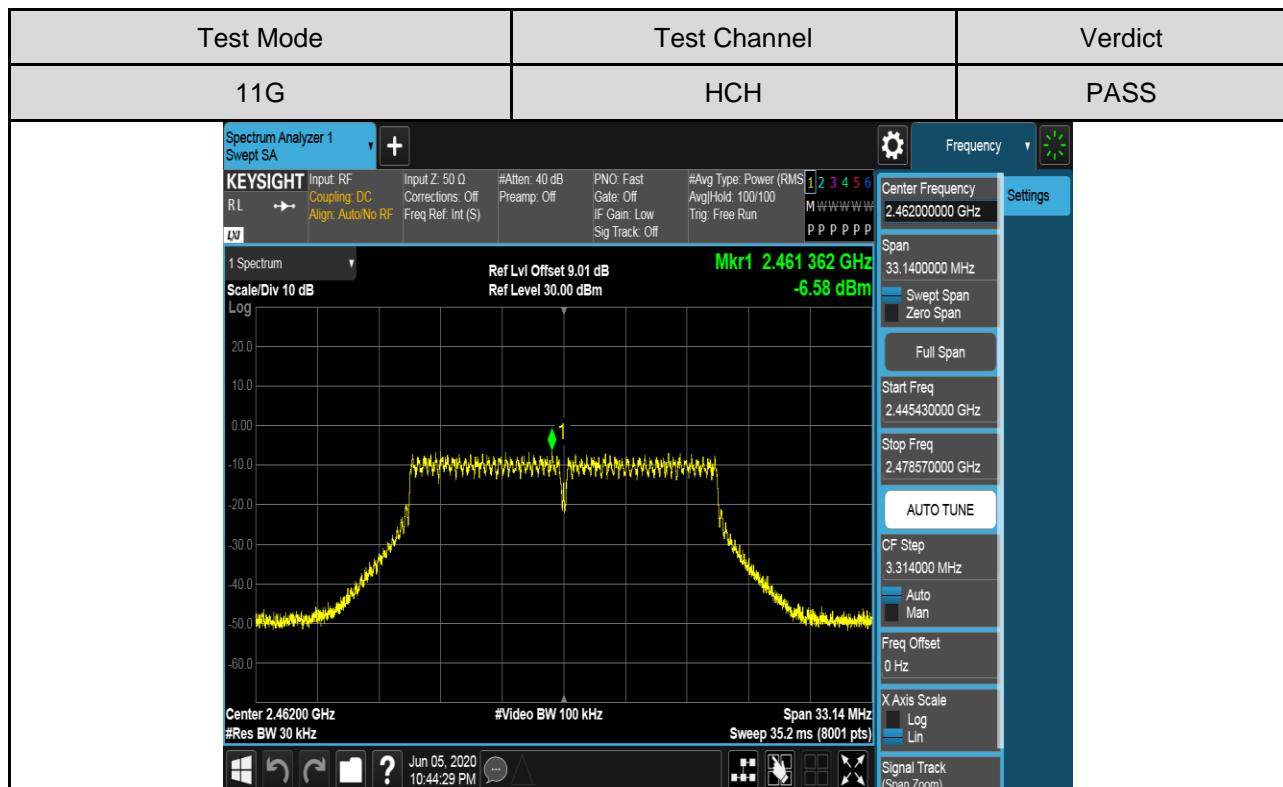 Test Mode Test Channel Verdict
11G HCH PASS
Spectrum Analyzer 1
Swept SA
+
Frequency
KEYSIGHT
RL
LXI
Input: RF
Coupling: DC
Align: Auto/No RF
Input Z: 50 Ω
Corrections: Off
Freq Ref: Int (S)
#Atten: 40 dB
Preamp: Off
PNO: Fast
Gate: Off
IF Gain: Low
Sig Track: Off
#Avg Type: Power (RMS
Avg|Hold: 100/100
Trig: Free Run
1 2 3 4 5 6
M W W W W W
P P P P P P
1 Spectrum
Scale/Div 10 dB
Log
Ref Lvl Offset 9.01 dB
Ref Level 30.00 dBm
Mkr1 2.461 362 GHz
-6.58 dBm
20.0
10.0
0.00
-10.0
-20.0
-30.0
-40.0
-50.0
-60.0
1
Center 2.46200 GHz
#Res BW 30 kHz
#Video BW 100 kHz
Span 33.14 MHz
Sweep 35.2 ms (8001 pts)
?
Jun 05, 2020
10:44:29 PM
Center Frequency
2.462000000 GHz
Span
33.1400000 MHz
Swept Span
Zero Span
Full Span
Start Freq
2.445430000 GHz
Stop Freq
2.478570000 GHz
AUTO TUNE
CF Step
3.314000 MHz
Auto
Man
Freq Offset
0 Hz
X Axis Scale
Log
Lin
Signal Track
(Span Zoom)
Settings